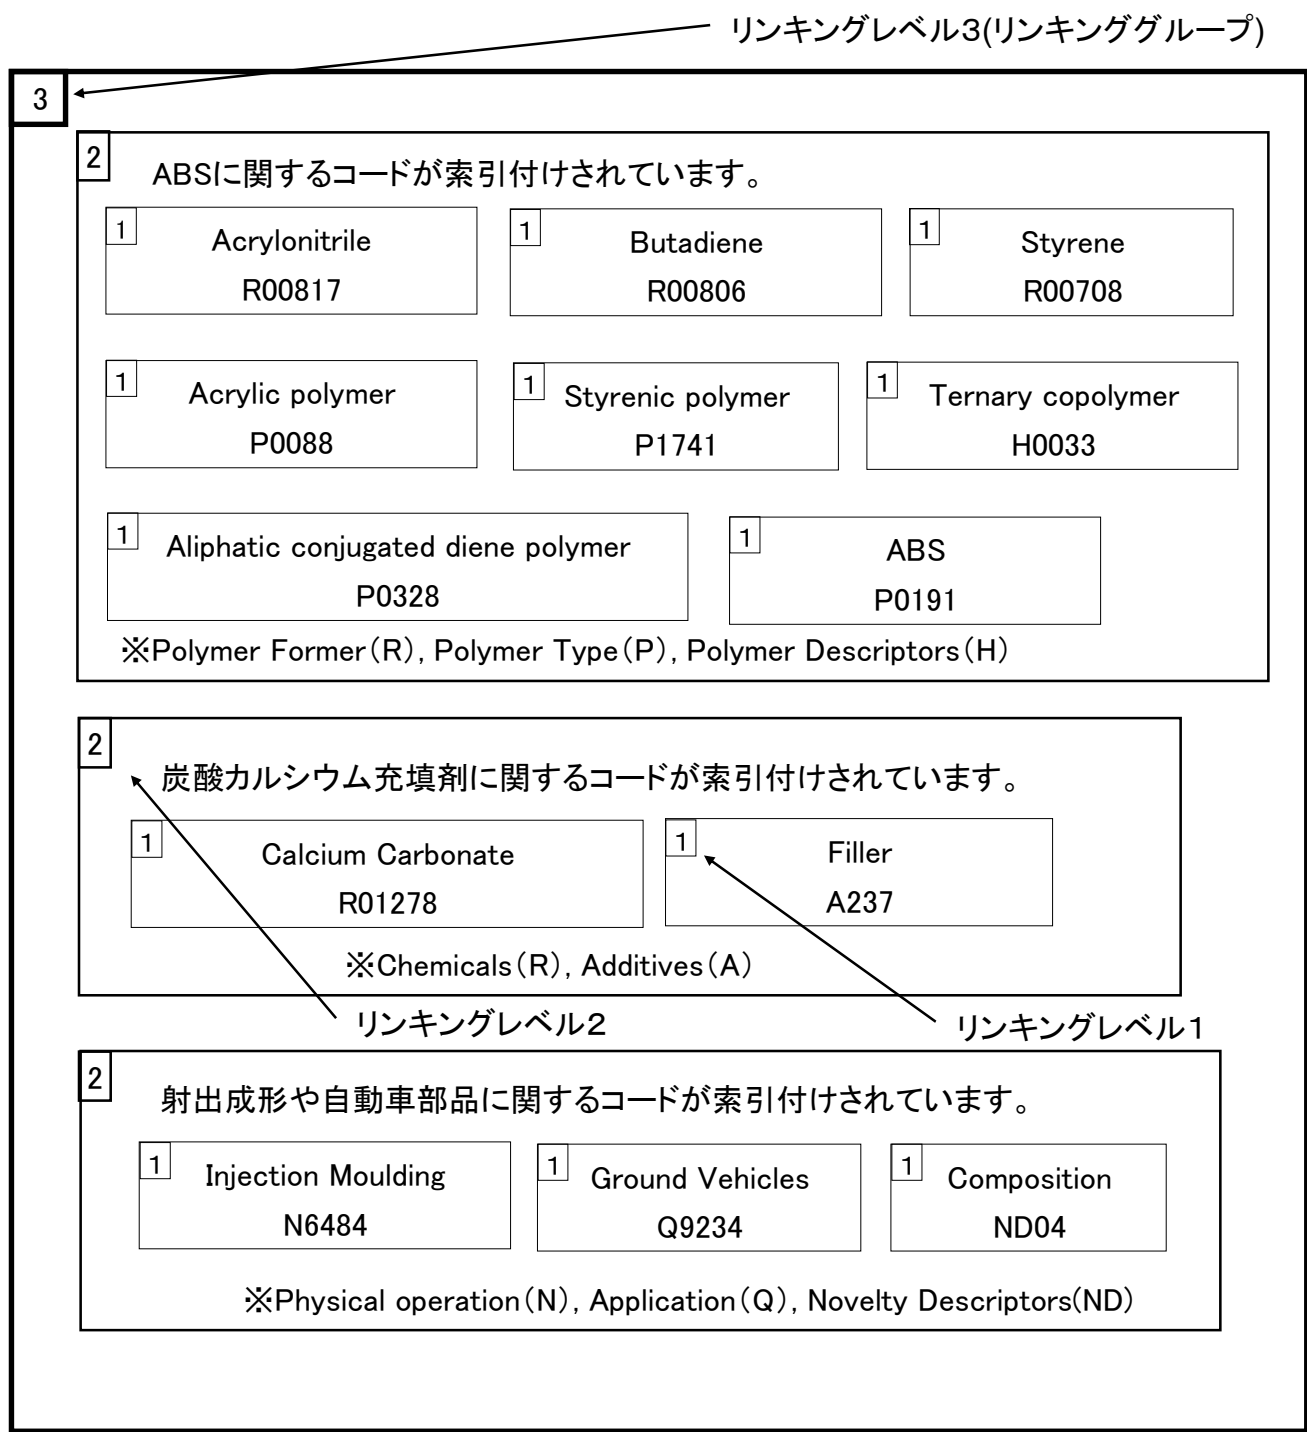 リンキングレベル3(リンキンググループ)
3
2
ABSに関するコードが索引付けされています。
1
Acrylonitrile
R00817
1
Butadiene
R00806
1
Styrene
R00708
1
Acrylic polymer
P0088
1
Styrenic polymer
P1741
1
Ternary copolymer
H0033
1
Aliphatic conjugated diene polymer
P0328
1
ABS
P0191
※Polymer Former(R), Polymer Type(P), Polymer Descriptors(H)
2
炭酸カルシウム充填剤に関するコードが索引付けされています。
1
Calcium Carbonate
R01278
1
Filler
A237
※Chemicals(R), Additives(A)
リンキングレベル2
リンキングレベル1
2
射出成形や自動車部品に関するコードが索引付けされています。
1
Injection Moulding
N6484
1
Ground Vehicles
Q9234
1
Composition
ND04
※Physical operation(N), Application(Q), Novelty Descriptors(ND)